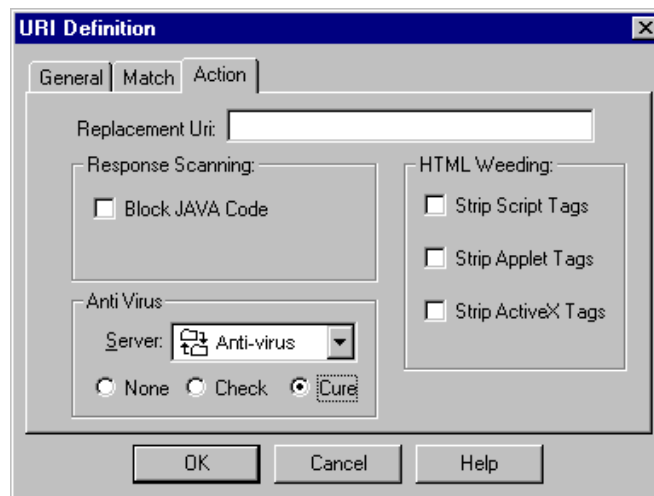 URI Definition
General Match Action
Replacement Uri:
Response Scanning:
Block JAVA Code
HTML Weeding:
Strip Script Tags
Strip Applet Tags
Strip ActiveX Tags
Anti Virus
Server: Anti-virus
None Check Cure
OK Cancel Help